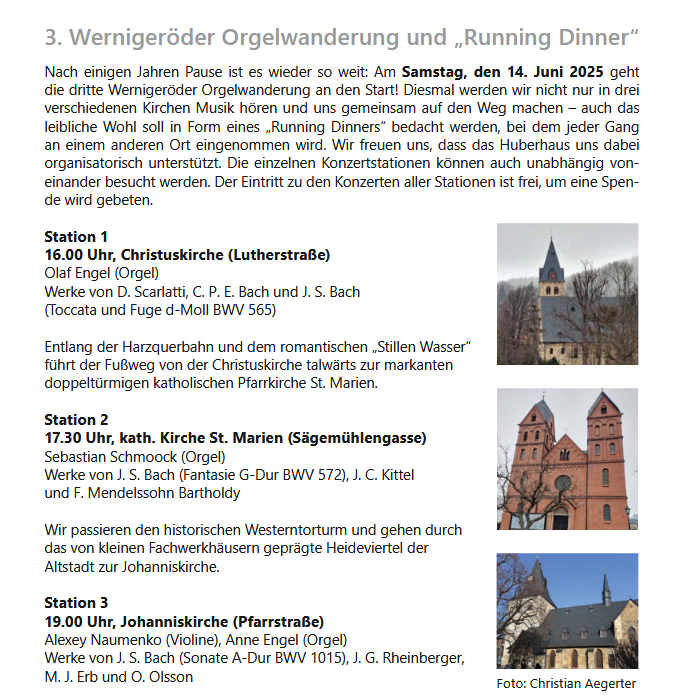 3. Wernigeröder Orgelwanderung und „Running Dinner“
Nach einigen Jahren Pause ist es wieder so weit: Am Samstag, den 14. Juni 2025 geht
die dritte Wernigeröder Orgelwanderung an den Start! Diesmal werden wir nicht nur in drei
verschiedenen Kirchen Musik hören und uns gemeinsam auf den Weg machen – auch das
leibliche Wohl soll in Form eines „Running Dinners“ bedacht werden, bei dem jeder Gang
an einem anderen Ort eingenommen wird. Wir freuen uns, dass das Huberhaus uns dabei
organisatorisch unterstützt. Die einzelnen Konzertstationen können auch unabhängig von-
einander besucht werden. Der Eintritt zu den Konzerten aller Stationen ist frei, um eine Spen-
de wird gebeten.
Station 1
16.00 Uhr, Christuskirche (Lutherstraße)
Olaf Engel (Orgel)
Werke von D. Scarlatti, C. P. E. Bach und J. S. Bach
(Toccata und Fuge d-Moll BWV 565)
Entlang der Harzquerbahn und dem romantischen „Stillen Wasser“
führt der Fußweg von der Christuskirche talwärts zur markanten
doppeltürmigen katholischen Pfarrkirche St. Marien.
Station 2
17.30 Uhr, kath. Kirche St. Marien (Sägemühlengasse)
Sebastian Schmoock (Orgel)
Werke von J. S. Bach (Fantasie G-Dur BWV 572), J. C. Kittel
und F. Mendelssohn Bartholdy
Wir passieren den historischen Westerntorturm und gehen durch
das von kleinen Fachwerkhäusern geprägte Heideviertel der
Altstadt zur Johanniskirche.
Station 3
19.00 Uhr, Johanniskirche (Pfarrstraße)
Alexey Naumenko (Violine), Anne Engel (Orgel)
Werke von J. S. Bach (Sonate A-Dur BWV 1015), J. G. Rheinberger,
M. J. Erb und O. Olsson
Foto: Christian Aegerter